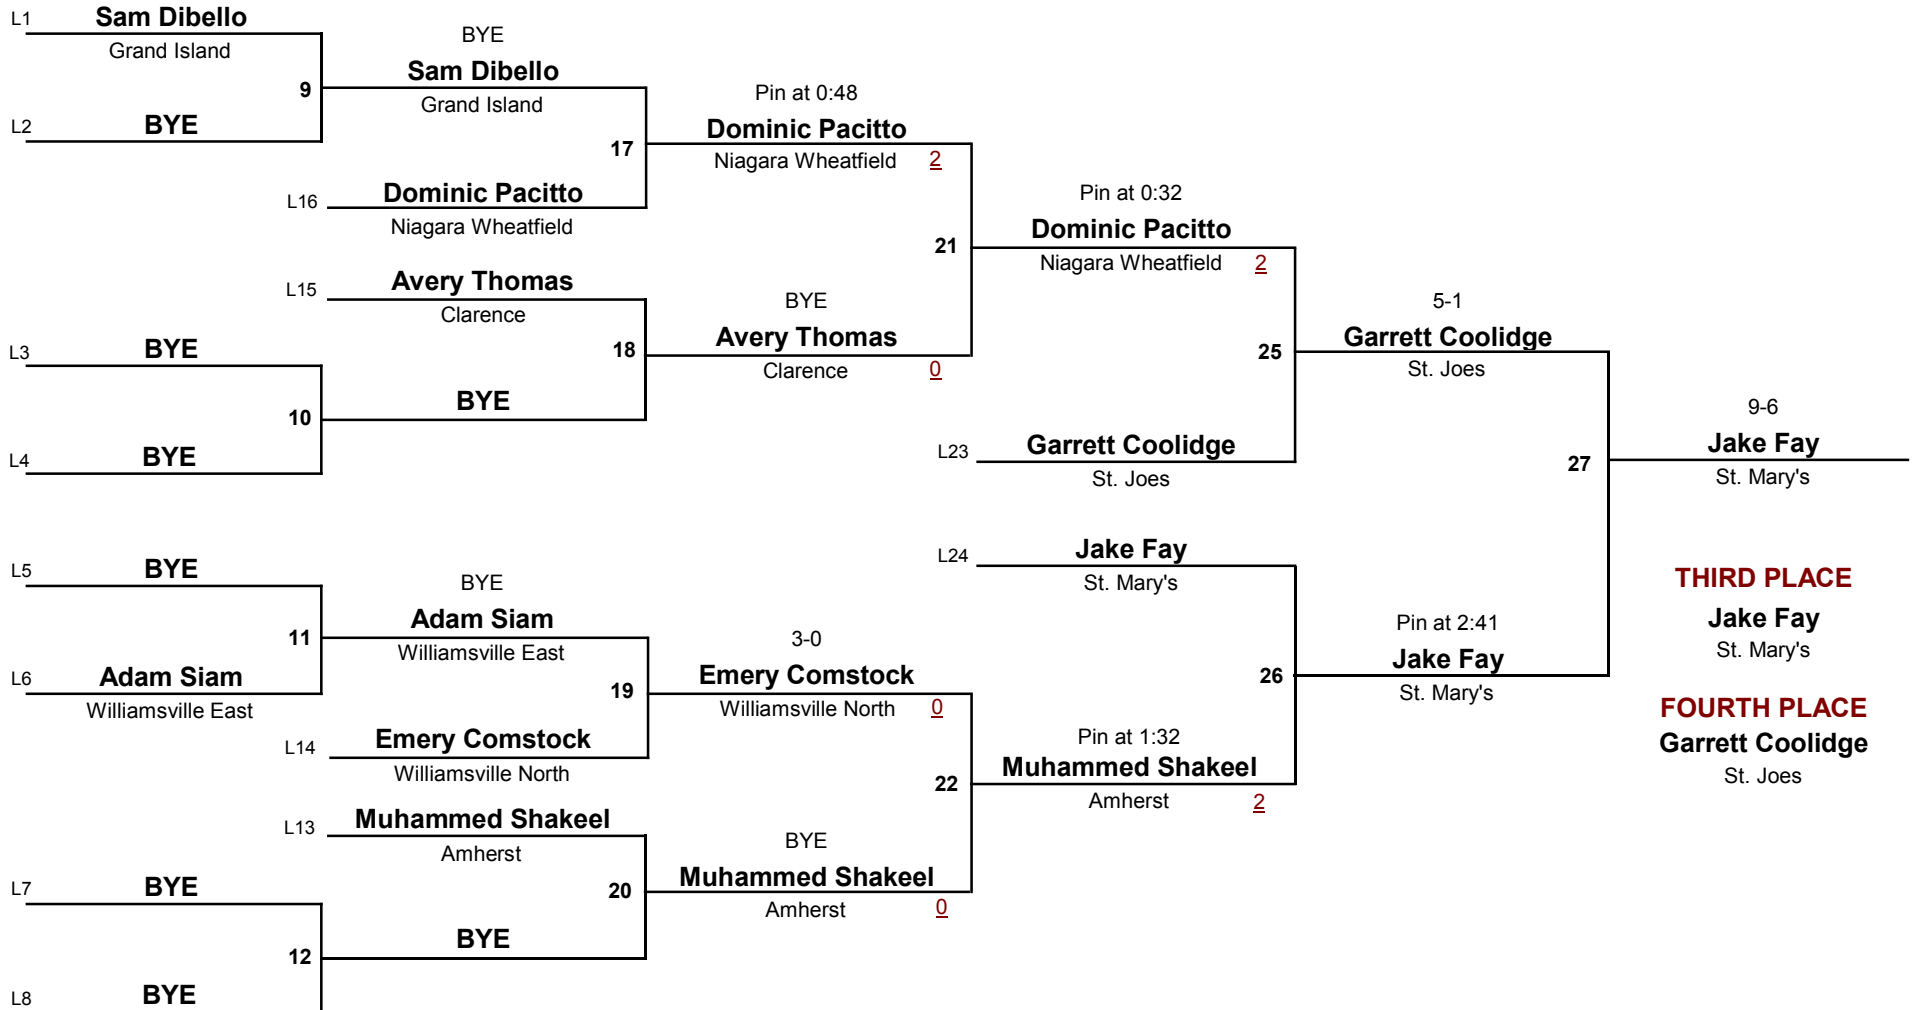 L1
Sam Dibello
Grand Island
9
L2
BYE
BYE
Sam Dibello
Grand Island
17
L16
Dominic Pacitto
Niagara Wheatfield
Pin at 0:48
Dominic Pacitto
Niagara Wheatfield 2
21
L15
Avery Thomas
Clarence
18
L3
BYE
10
BYE
L4
BYE
BYE
Avery Thomas
Clarence 0
Pin at 0:32
Dominic Pacitto
Niagara Wheatfield 2
25
L23
Garrett Coolidge
St. Joes
5-1
Garrett Coolidge
St. Joes
27
9-6
Jake Fay
St. Mary's
L5
BYE
11
L6
Adam Siam
Williamsville East
BYE
Adam Siam
Williamsville East
19
L14
Emery Comstock
Williamsville North
3-0
Emery Comstock
Williamsville North 0
22
L13
Muhammed Shakeel
Amherst
20
L7
BYE
12
BYE
L8
BYE
BYE
Muhammed Shakeel
Amherst 0
L24
Jake Fay
St. Mary's
26
Pin at 1:32
Muhammed Shakeel
Amherst 2
Pin at 2:41
Jake Fay
St. Mary's
THIRD PLACE
Jake Fay
St. Mary's
FOURTH PLACE
Garrett Coolidge
St. Joes